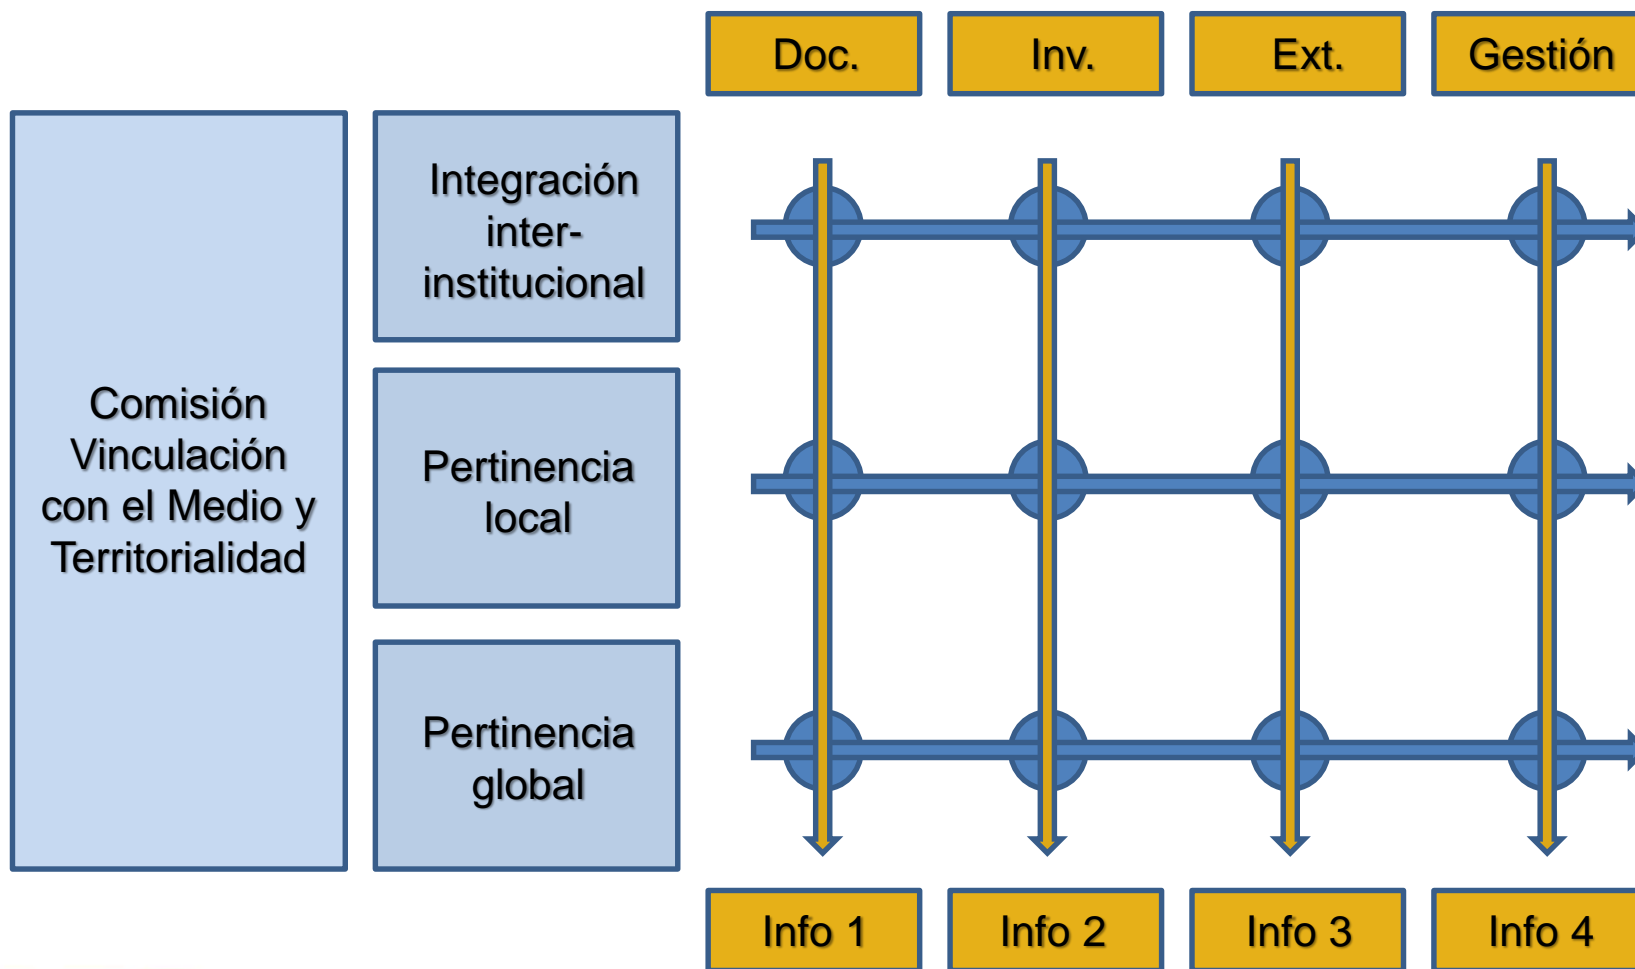 Doc.
Inv.
Ext.
Gestión
Comisión
Vinculación
con el Medio y
Territorialidad
Integración
inter-
institucional
Pertinencia
local
Pertinencia
global
Info 1
Info 2
Info 3
Info 4